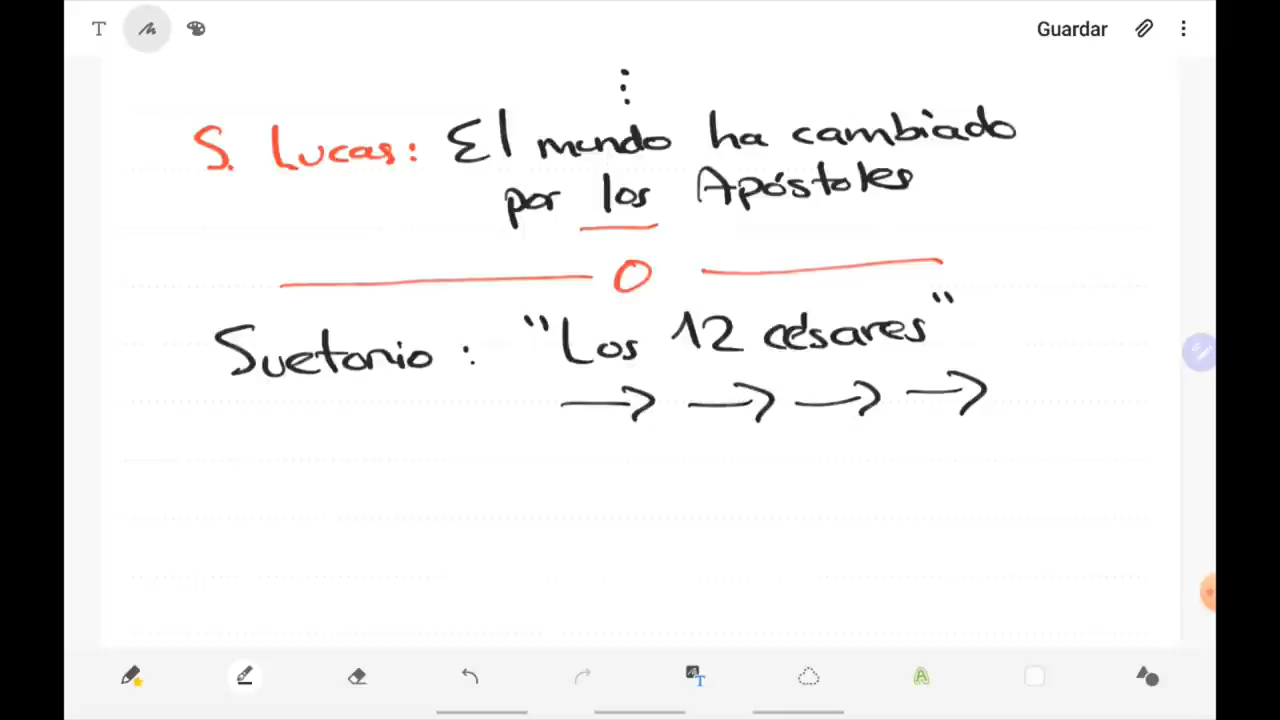 T Guardar
S. Lucas: El mundo ha cambiado
por los Apóstoles
O
Suetonio: "Los 12 césares"
T
A